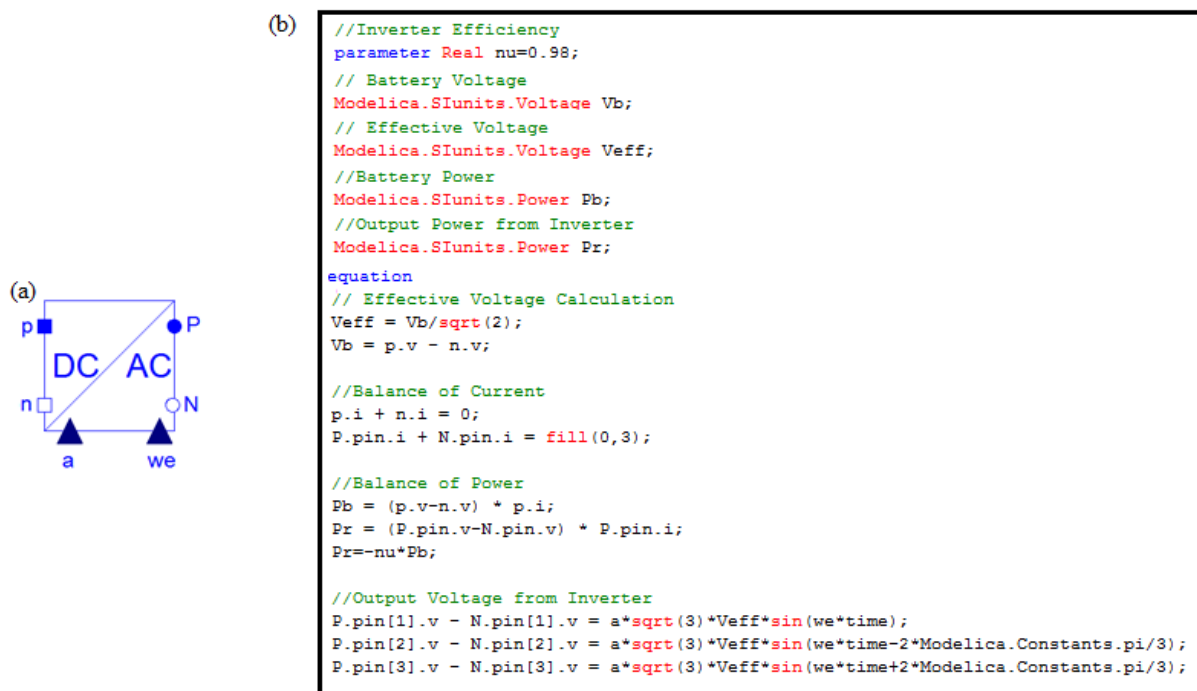 (a)
p
P
DC
AC
n
N
a
we
(b)
//Inverter Efficiency
parameter Real nu=0.98;
// Battery Voltage
Modelica.SIunits.Voltage Vb;
// Effective Voltage
Modelica.SIunits.Voltage Veff;
//Battery Power
Modelica.SIunits.Power Pb;
//Output Power from Inverter
Modelica.SIunits.Power Pr;
equation
// Effective Voltage Calculation
Veff = Vb/sqrt(2);
Vb = p.v - n.v;
//Balance of Current
p.i + n.i = 0;
P.pin.i + N.pin.i = fill(0,3);
//Balance of Power
Pb = (p.v-n.v) * p.i;
Pr = (P.pin.v-N.pin.v) * P.pin.i;
Pr=-nu*Pb;
//Output Voltage from Inverter
P.pin[1].v - N.pin[1].v = a*sqrt(3)*Veff*sin(we*time);
P.pin[2].v - N.pin[2].v = a*sqrt(3)*Veff*sin(we*time-2*Modelica.Constants.pi/3);
P.pin[3].v - N.pin[3].v = a*sqrt(3)*Veff*sin(we*time+2*Modelica.Constants.pi/3);